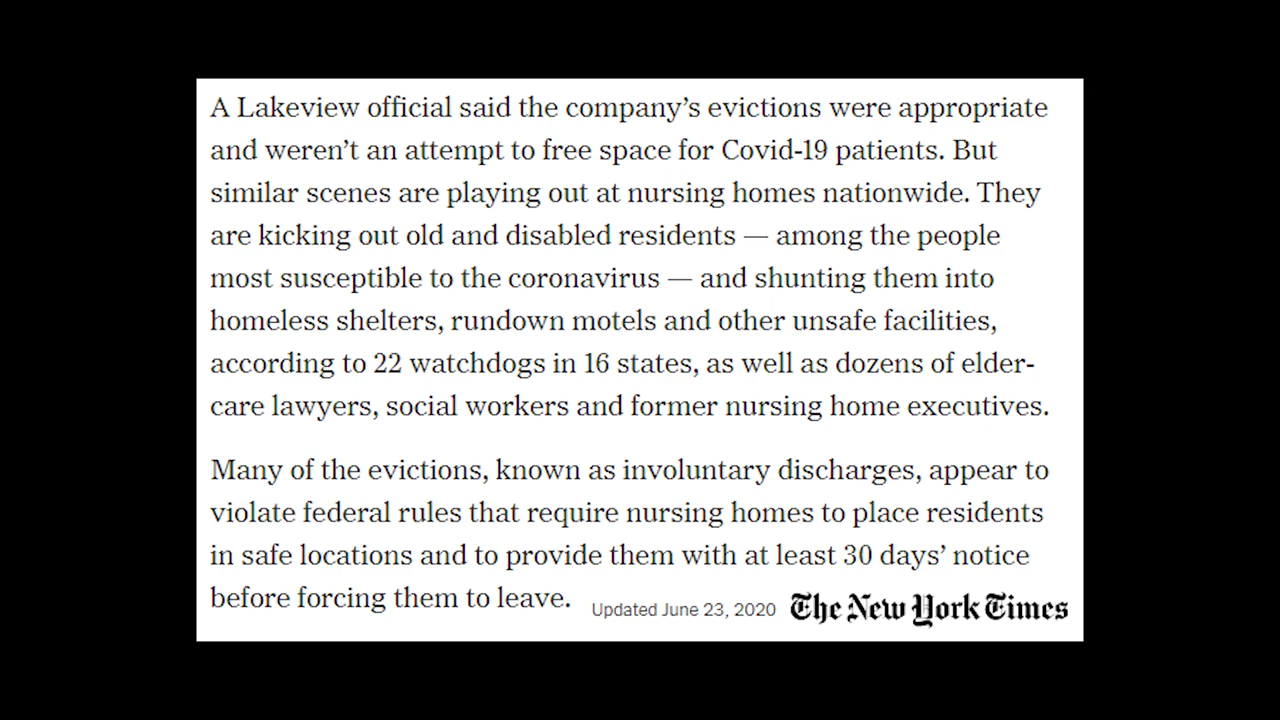 A Lakeview official said the company’s evictions were appropriate
and weren’t an attempt to free space for Covid-19 patients. But
similar scenes are playing out at nursing homes nationwide. They
are kicking out old and disabled residents — among the people
most susceptible to the coronavirus — and shunting them into
homeless shelters, rundown motels and other unsafe facilities,
according to 22 watchdogs in 16 states, as well as dozens of elder-
care lawyers, social workers and former nursing home executives.
Many of the evictions, known as involuntary discharges, appear to
violate federal rules that require nursing homes to place residents
in safe locations and to provide them with at least 30 days’ notice
before forcing them to leave.
Updated June 23, 2020 The New York Times